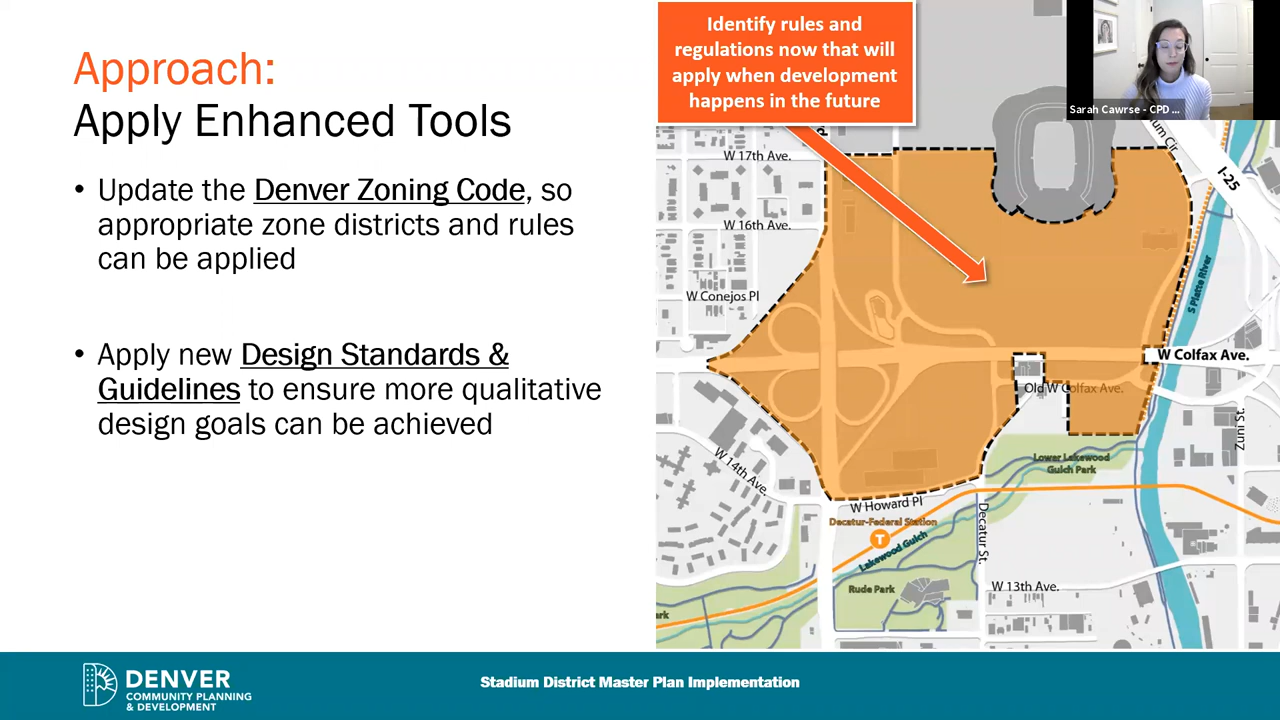 Approach:
Apply Enhanced Tools
• Update the Denver Zoning Code, so
appropriate zone districts and rules
can be applied
• Apply new Design Standards &
Guidelines to ensure more qualitative
design goals can be achieved
Identify rules and
regulations now that will
apply when development
happens in the future
Sarah Cawrse - CPD ...
W 17th Ave.
W 16th Ave.
W Conejos Pl
I-25
S Platte River
W Colfax Ave.
Old W Colfax Ave.
Zuni St.
W 14th Ave.
Lower Lakewood
Gulch Park
W Howard Pl
Decatur-Federal Station
T
Lakewood Gulch
Decatur St.
Rude Park
W 13th Ave.
DENVER
COMMUNITY PLANNING
& DEVELOPMENT
Stadium District Master Plan Implementation